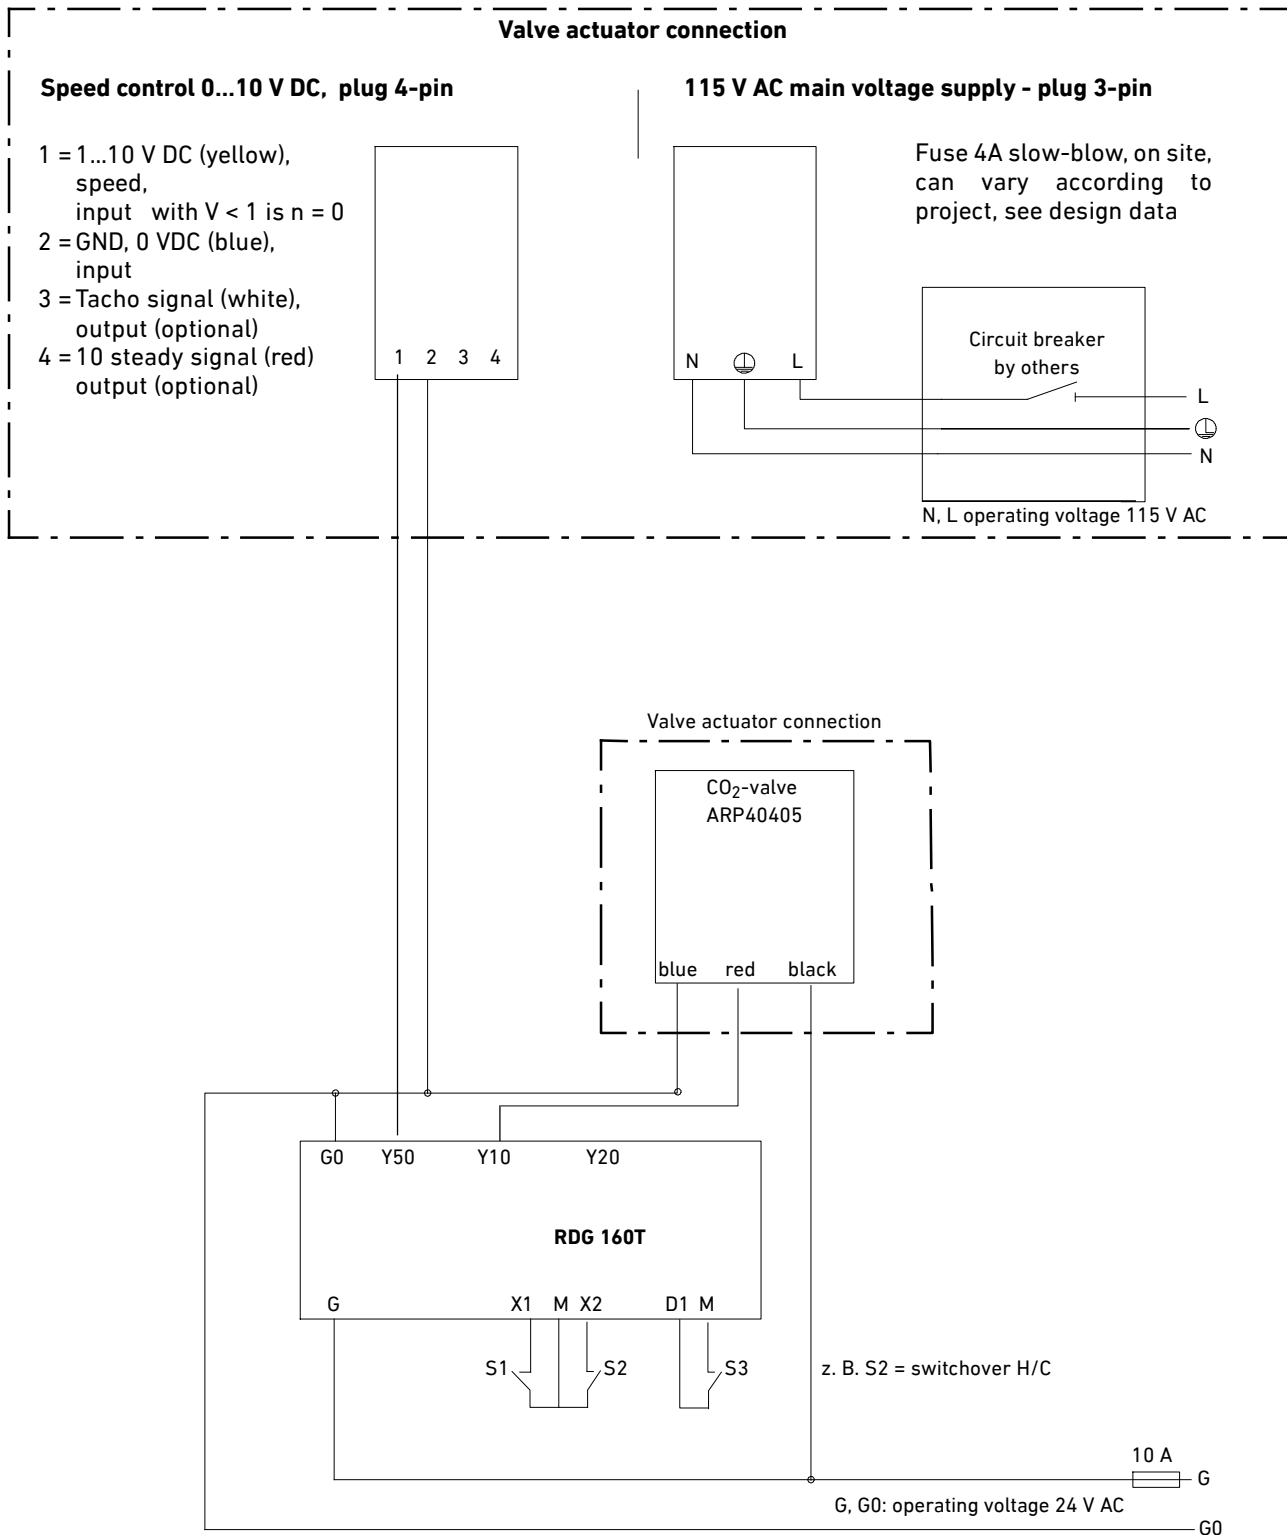 Valve actuator connection
Speed control 0...10 V DC, plug 4-pin
115 V AC main voltage supply - plug 3-pin
1 = 1...10 V DC (yellow),
speed,
input with V < 1 is n = 0
2 = GND, 0 VDC (blue),
input
3 = Tacho signal (white),
output (optional)
4 = 10 steady signal (red)
output (optional)
1 2 3 4
N L
Fuse 4A slow-blow, on site,
can vary according to
project, see design data
Circuit breaker
by others
L
N
N, L operating voltage 115 V AC
Valve actuator connection
CO₂-valve
ARP40405
blue red black
G0 Y50 Y10 Y20
RDG 160T
G X1 M X2 D1 M
S1 S2 S3
z. B. S2 = switchover H/C
10 A
G
G, G0: operating voltage 24 V AC
G0